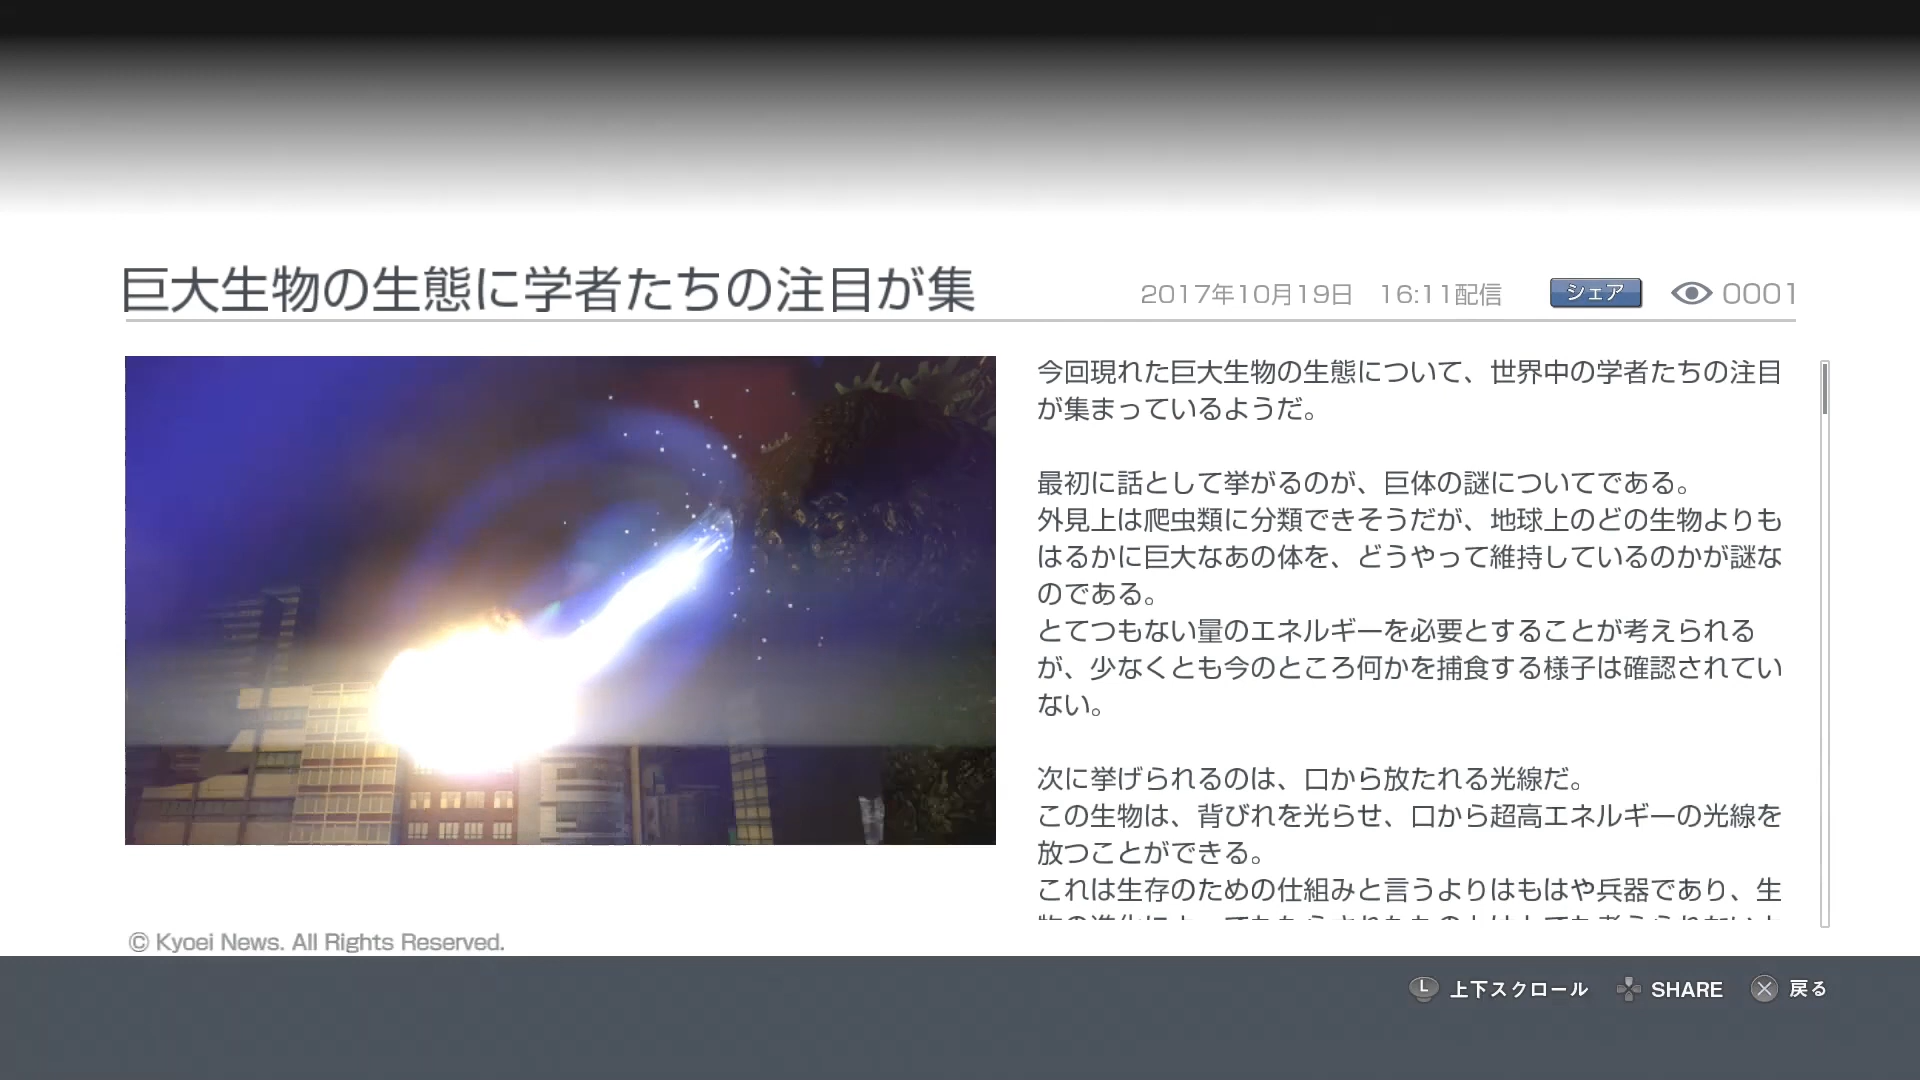 巨大生物の生態に学者たちの注目が集
2017年10月19日 16:11配信
シェア
0001
今回現れた巨大生物の生態について、世界中の学者たちの注目
が集まっているようだ。
最初に話として挙がるのが、巨体の謎についてである。
外見上は爬虫類に分類できそうだが、地球上のどの生物よりも
はるかに巨大なあの体を、どうやって維持しているのかが謎な
のである。
とてつもない量のエネルギーを必要とすることが考えられる
が、少なくとも今のところ何かを捕食する様子は確認されてい
ない。
次に挙げられるのは、口から放たれる光線だ。
この生物は、背びれを光らせ、口から超高エネルギーの光線を
放つことができる。
これは生存のための仕組みと言うよりはもはや兵器であり、生
© Kyoei News. All Rights Reserved.
L 上下スクロール
SHARE
戻る